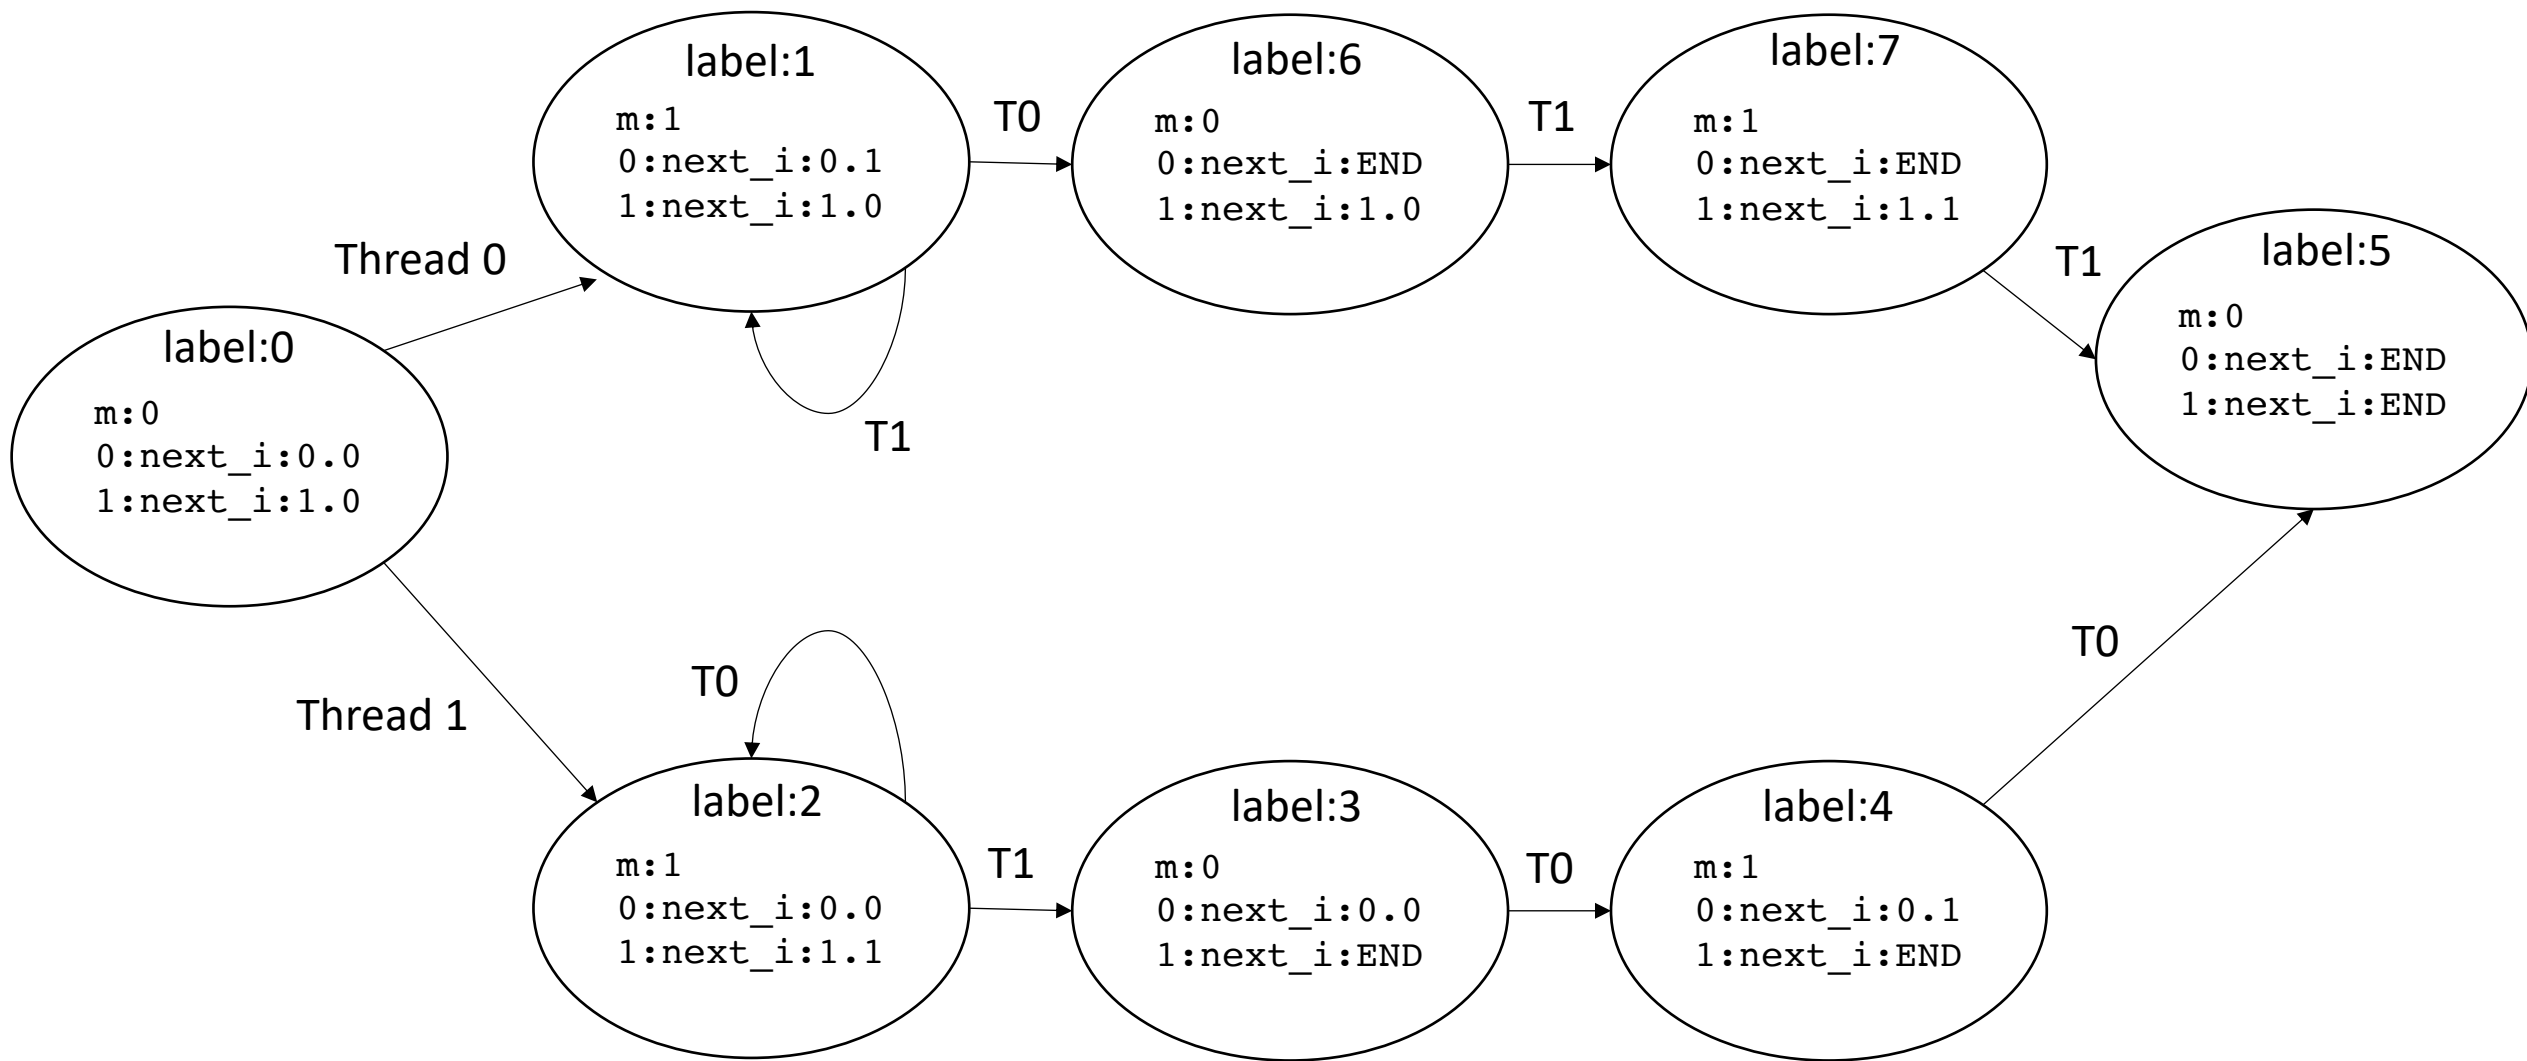 label:1
m:1
0:next_i:0.1
1:next_i:1.0
T0
label:6
m:0
0:next_i:END
1:next_i:1.0
T1
label:7
m:1
0:next_i:END
1:next_i:1.1
T1
label:5
m:0
0:next_i:END
1:next_i:END
Thread 0
label:0
m:0
0:next_i:0.0
1:next_i:1.0
T1
Thread 1
T0
label:2
m:1
0:next_i:0.0
1:next_i:1.1
T1
label:3
m:0
0:next_i:0.0
1:next_i:END
T0
label:4
m:1
0:next_i:0.1
1:next_i:END
T0